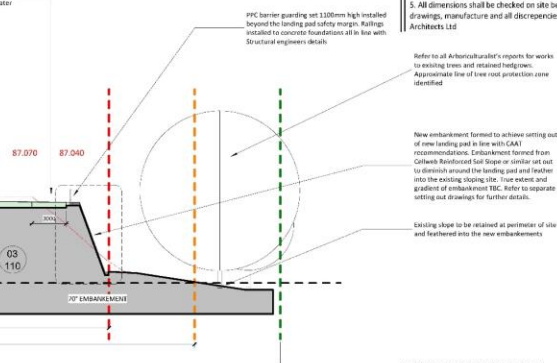 ater
5. All dimensions shall be checked on site be
drawings, manufacture and all discrepencie
Architects Ltd
PPC barrier guarding set 1100mm high installed
beyond the landing pad safety margin. Railings
installed to concrete foundations all in line with
Structural engineers details
Refer to all Arboriculturalist's reports for works
to existing trees and retained hedgrows.
Approximate line of tree root protection zone
identified
New embankment formed to achieve setting out
of new landing pad in line with CAAT
recommendations. Embankment formed from
Cellweb Reinforced Soil Slope or similar set out
to diminish around the landing pad and feather
into the existing sloping site. True extent and
gradient of embankment TBC. Refer to separate
setting out drawings for further details.
87.070 87.040
Existing slope to be retained at perimeter of site
and feathered into the new embankments
03
110
70° EMBANKEMENT